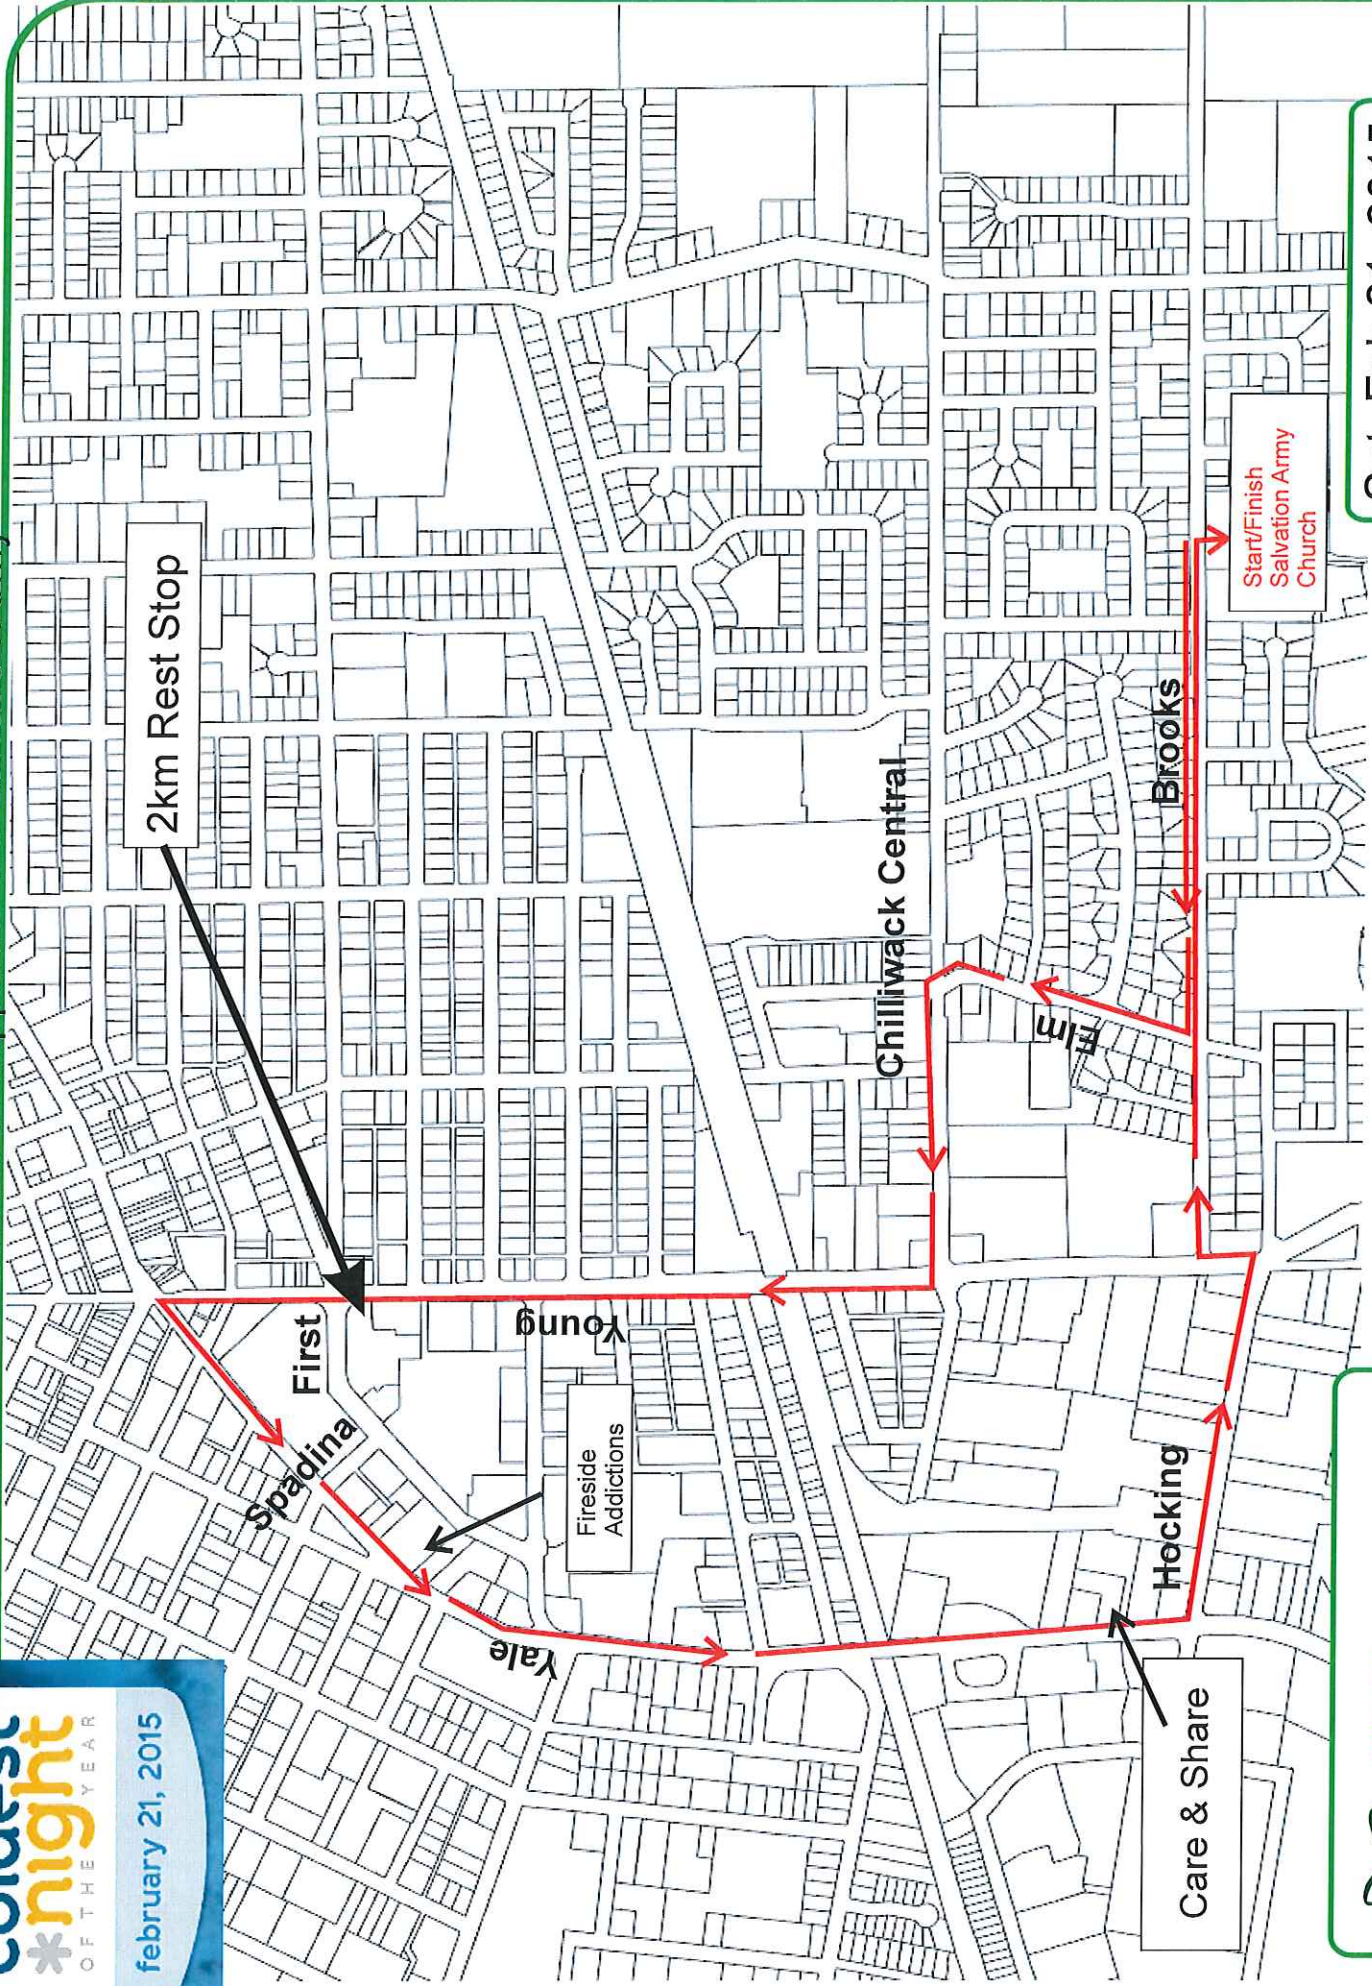 coldest
night
OF THE YEAR
february 21, 2015
2km Rest Stop
First
Spadina
Young
Fireside
Addictions
Yale
Chilliwack Central
Elm
Brooks
Hocking
Start/Finish
Salvation Army
Church
Care & Share